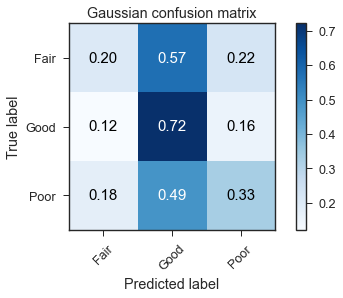 Gaussian confusion matrix
True label
Fair 0.20 0.57 0.22
Good 0.12 0.72 0.16
Poor 0.18 0.49 0.33
Fair Good Poor
Predicted label
0.7
0.6
0.5
0.4
0.3
0.2